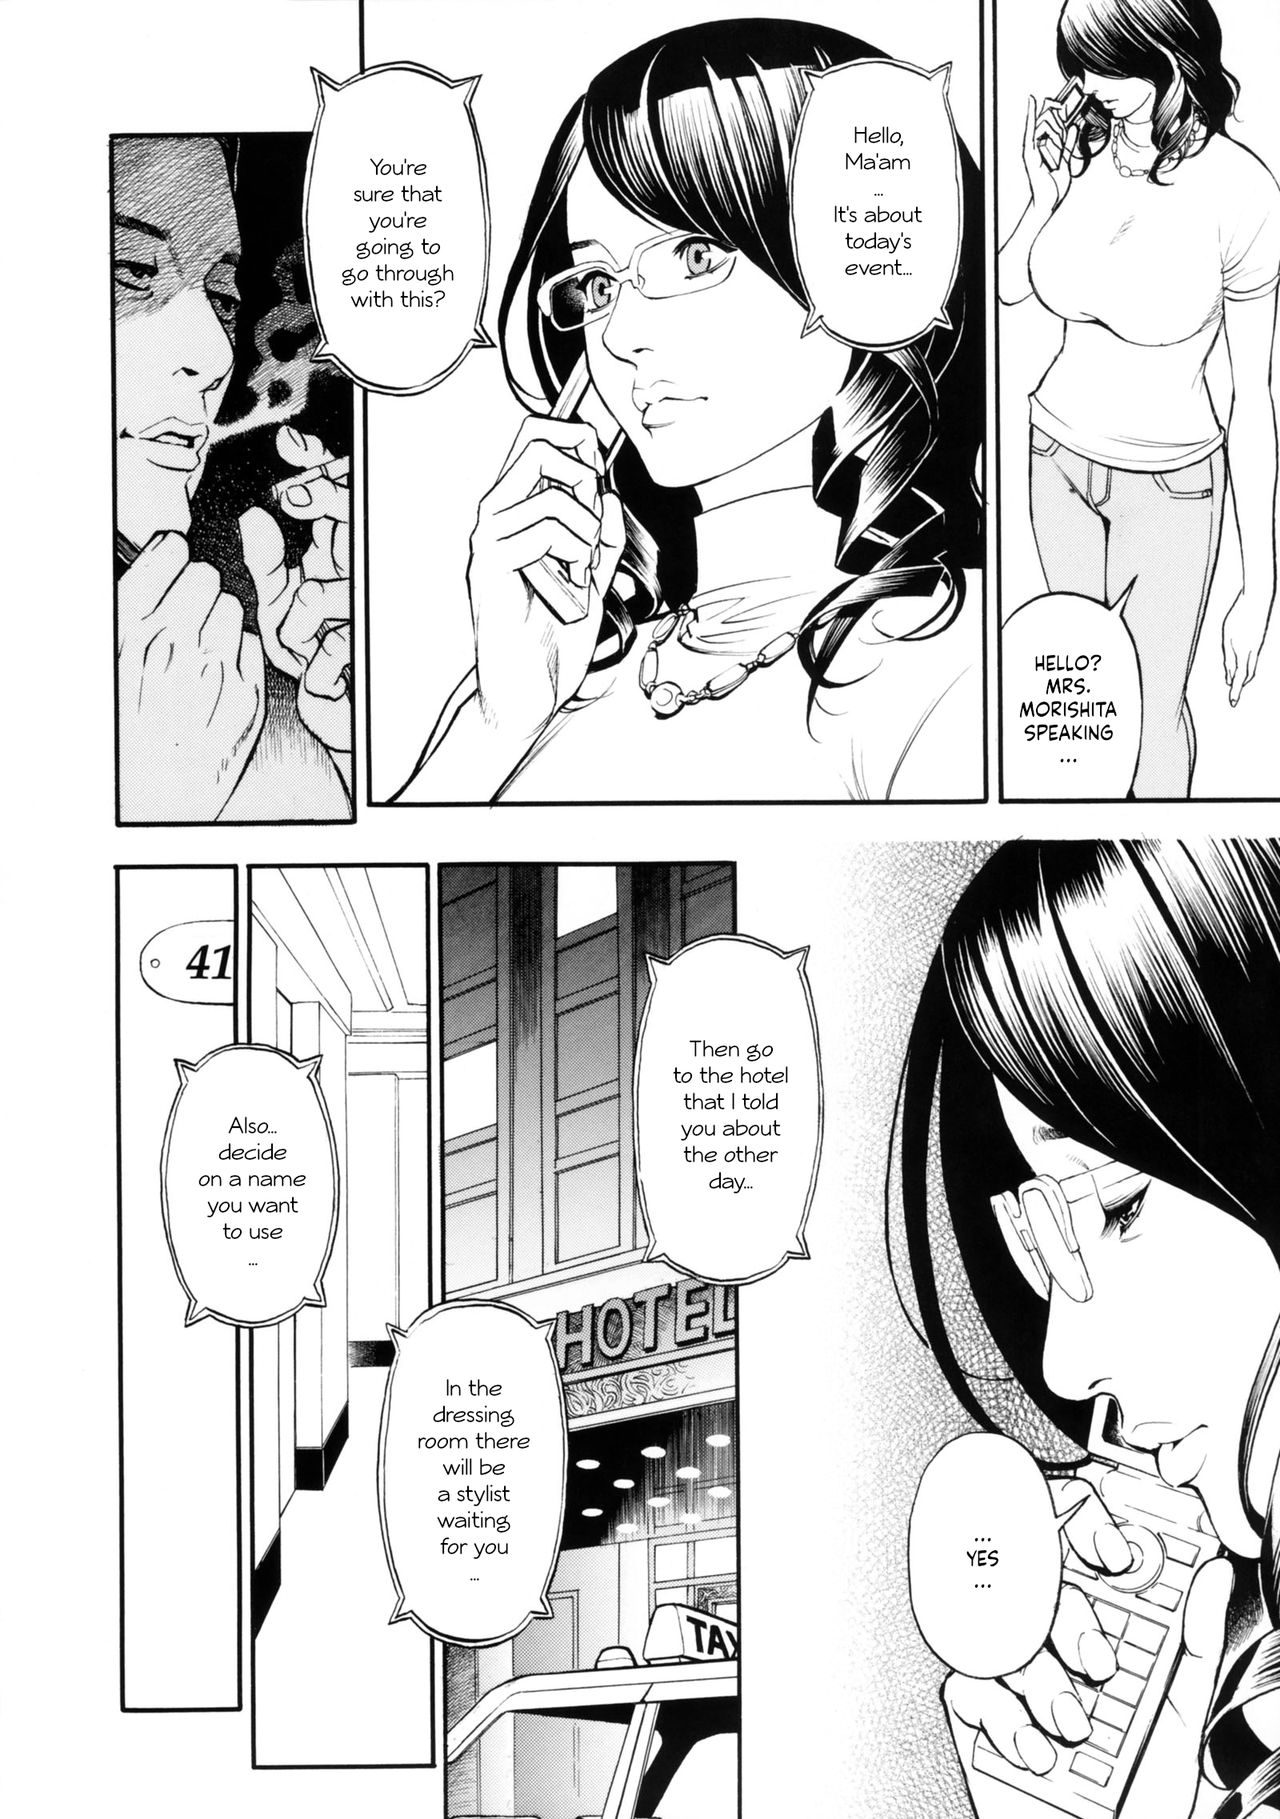 HELLO?
MRS.
MORISHITA
SPEAKING
...
Hello,
Ma'am
...
It's about
today's
event...
You're
sure that
you're
going to
go through
with this?
...
YES
...
Then go
to the hotel
that I told
you about
the other
day...
HOTEL
In the
dressing
room there
will be
a stylist
waiting
for you
...
TAX
41
Also...
decide
on a name
you want
to use
...